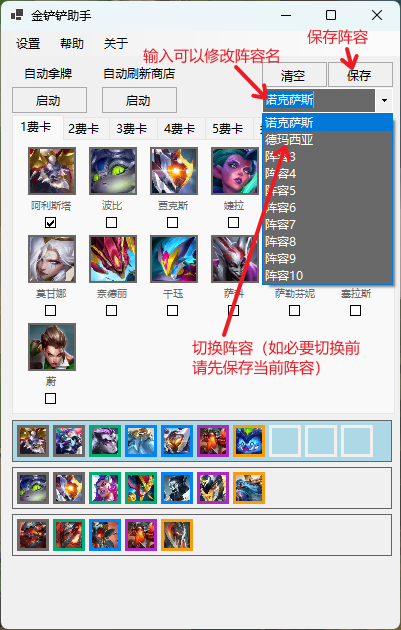 金铲铲助手
设置 帮助 关于
保存阵容
输入可以修改阵容名
自动拿牌 自动刷新商店 清空 保存
启动 启动 诺克萨斯
1费卡 2费卡 3费卡 4费卡 5费卡
诺克萨斯
德玛西亚
阵容3
阵容4
阵容5
阵容6
阵容7
阵容8
阵容9
阵容10
阿利斯塔 波比 贾克斯 婕拉
莫甘娜 奈德丽 千珏 萨科 萨勒芬妮 塞拉斯
切换阵容（如必要切换前
请先保存当前阵容）
蔚